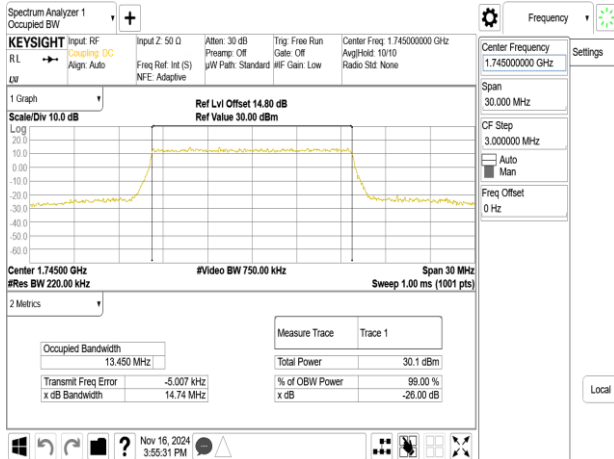 Spectrum Analyzer 1
Occupied BW
KEYSIGHT
RL
LXI
Input: RF
Coupling: DC
Align: Auto
Input Z: 50 Ω
Freq Ref: Int (S)
NFE: Adaptive
Atten: 30 dB
Preamp: Off
µW Path: Standard
Trig: Free Run
Gate: Off
#IF Gain: Low
Center Freq: 1.745000000 GHz
Avg|Hold: 10/10
Radio Std: None
1 Graph
Scale/Div 10.0 dB
Ref Lvl Offset 14.80 dB
Ref Value 30.00 dBm
Log
20.0
10.0
0.00
-10.0
-20.0
-30.0
-40.0
-50.0
-60.0
Center 1.74500 GHz
#Res BW 220.00 kHz
#Video BW 750.00 kHz
Span 30 MHz
Sweep 1.00 ms (1001 pts)
2 Metrics
Occupied Bandwidth
13.450 MHz
Transmit Freq Error -5.007 kHz
x dB Bandwidth 14.74 MHz
Measure Trace Trace 1
Total Power 30.1 dBm
% of OBW Power 99.00 %
x dB -26.00 dB
Nov 16, 2024
3:55:31 PM
Frequency
Center Frequency
1.745000000 GHz
Span
30.000 MHz
CF Step
3.000000 MHz
Auto
Man
Freq Offset
0 Hz
Settings
Local